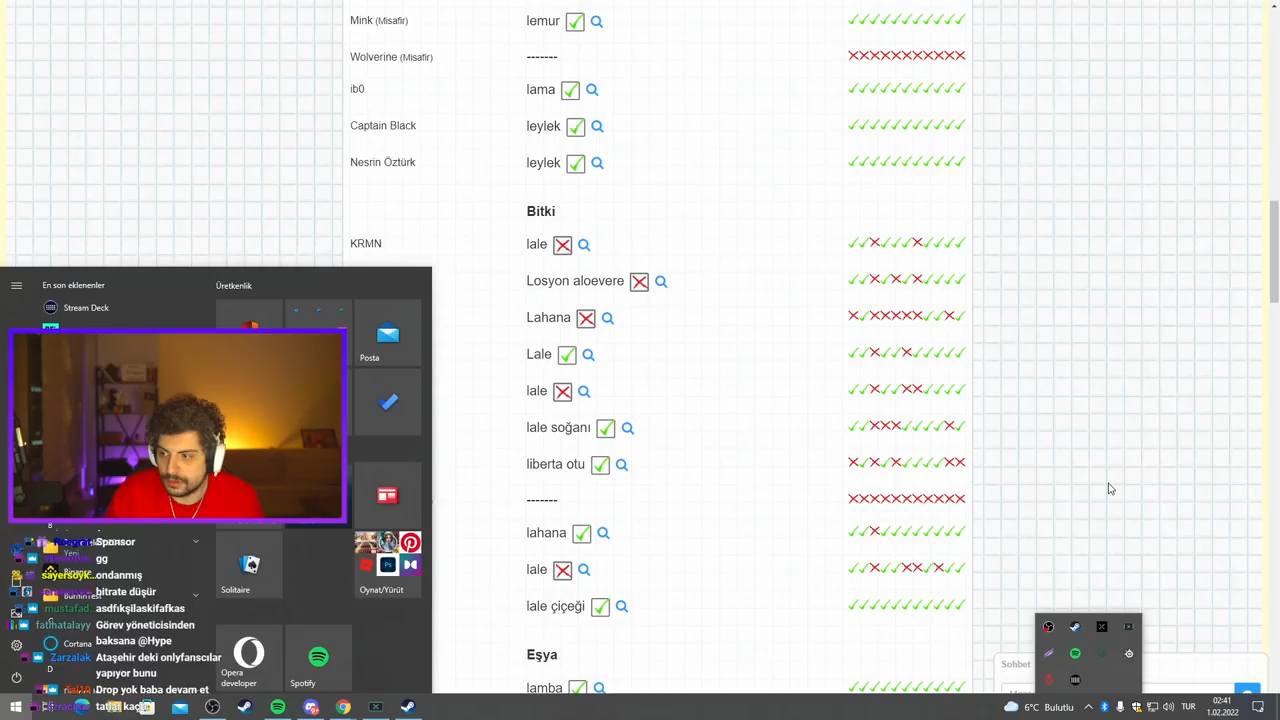 Mink (Misafir) lemur
Wolverine (Misafir) -------
ib0 lama
Captain Black leylek
Nesrin Öztürk leylek
Bitki
KRMN lale
Losyon aloevere
Lahana
Lale
lale
lale soğanı
liberta otu
-------
lahana
lale
lale çiçeği
Eşya
lamba
En son eklenenler
Üretkenlik
Stream Deck
Posta
Sponsor
gg
sayersoyk... ondanmış
bitrate düşür
mustafad... asdfıkşilaskifafkas
fathatalayy Görev yöneticisinden
baksana @Hype
Zarzalak Ataşehir deki onlyfanscılar
yapıyor bunu
Drop yok baba devam et
Yeni
Cortana
D
Solitaire
Oynat/Yürüt
Opera
developer
Spotify
Sohbet
6°C Bulutlu
TUR
02:41
1.02.2022